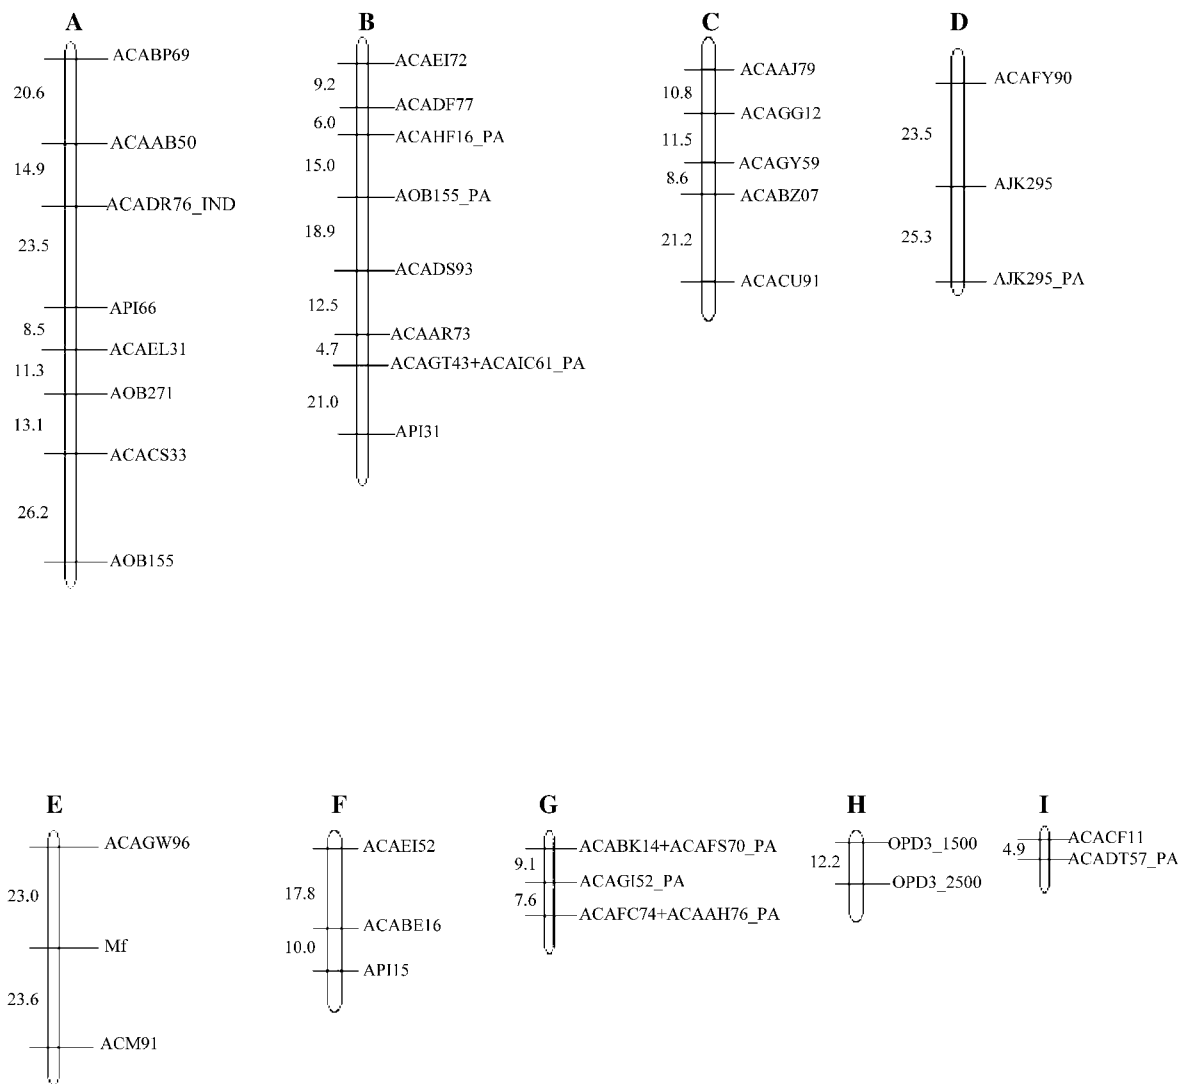 A
ACABP69
20.6
ACAAB50
14.9
ACADR76_IND
23.5
API66
8.5
ACAEL31
11.3
AOB271
13.1
ACACS33
26.2
AOB155
B
ACAEI72
9.2
ACADF77
6.0
ACAHF16_PA
15.0
AOB155_PA
18.9
ACADS93
12.5
ACAAR73
4.7
ACAGT43+ACAIC61_PA
21.0
API31
C
ACAAJ79
10.8
ACAGG12
11.5
ACAGY59
8.6
ACABZ07
21.2
ACACU91
D
ACAFY90
23.5
AJK295
25.3
AJK295_PA
E
ACAGW96
23.0
Mf
23.6
ACM91
F
ACAEI52
17.8
ACABE16
10.0
API15
G
ACABK14+ACAFS70_PA
9.1
ACAGI52_PA
7.6
ACAFC74+ACAAH76_PA
H
OPD3_1500
12.2
OPD3_2500
I
ACACF11
4.9
ACADT57_PA